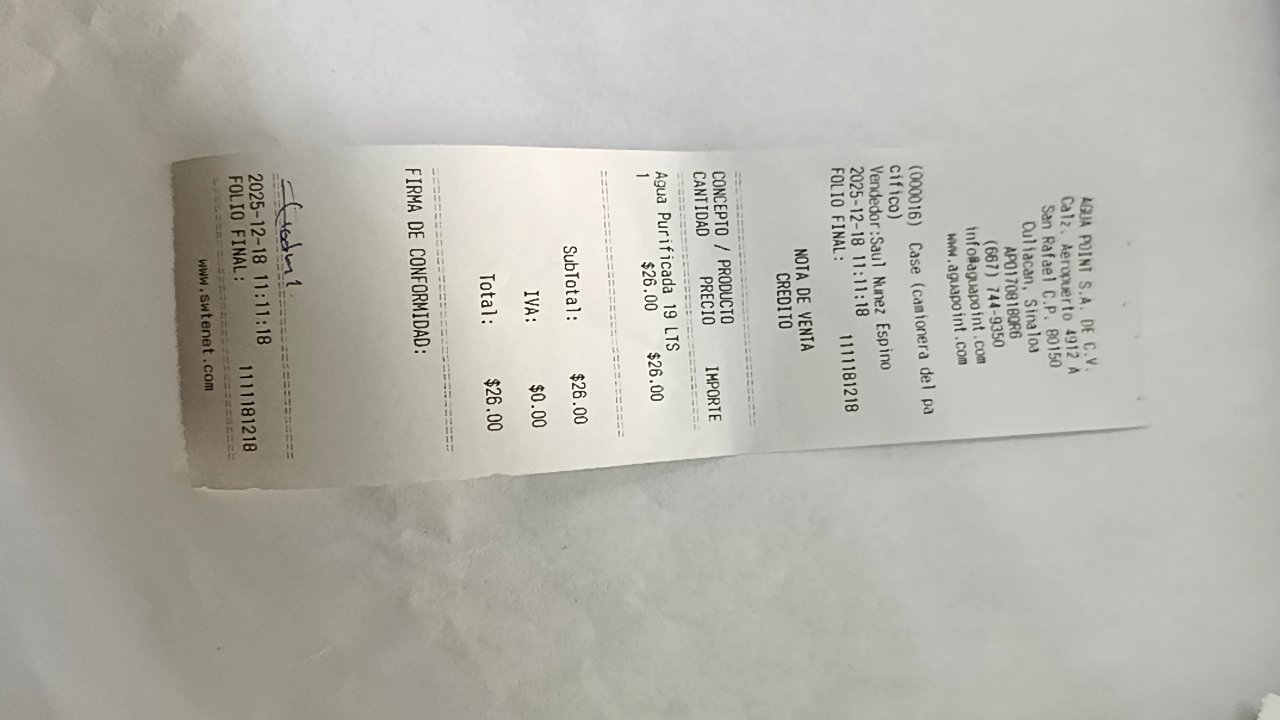 AGUA POINT S.A. DE C.V.
Calz. Aeropuerto 4912 A
San Rafael C.P. 80150
Culiacan, Sinaloa
APO1708180R6
(667) 744-9350
info@aguapoint.com
www.aguapoint.com
(000016) Case (camionera del pa
cifico)
Vendedor:Saul Nunez Espino
2025-12-18 11:11:18
FOLIO FINAL: 1111181218
NOTA DE VENTA
CREDITO
CONCEPTO / PRODUCTO
CANTIDAD PRECIO IMPORTE
Agua Purificada 19 LTS
1 $26.00 $26.00
SubTotal: $26.00
IVA: $0.00
Total: $26.00
FIRMA DE CONFORMIDAD:
2025-12-18 11:11:18
FOLIO FINAL: 1111181218
www.swtenet.com